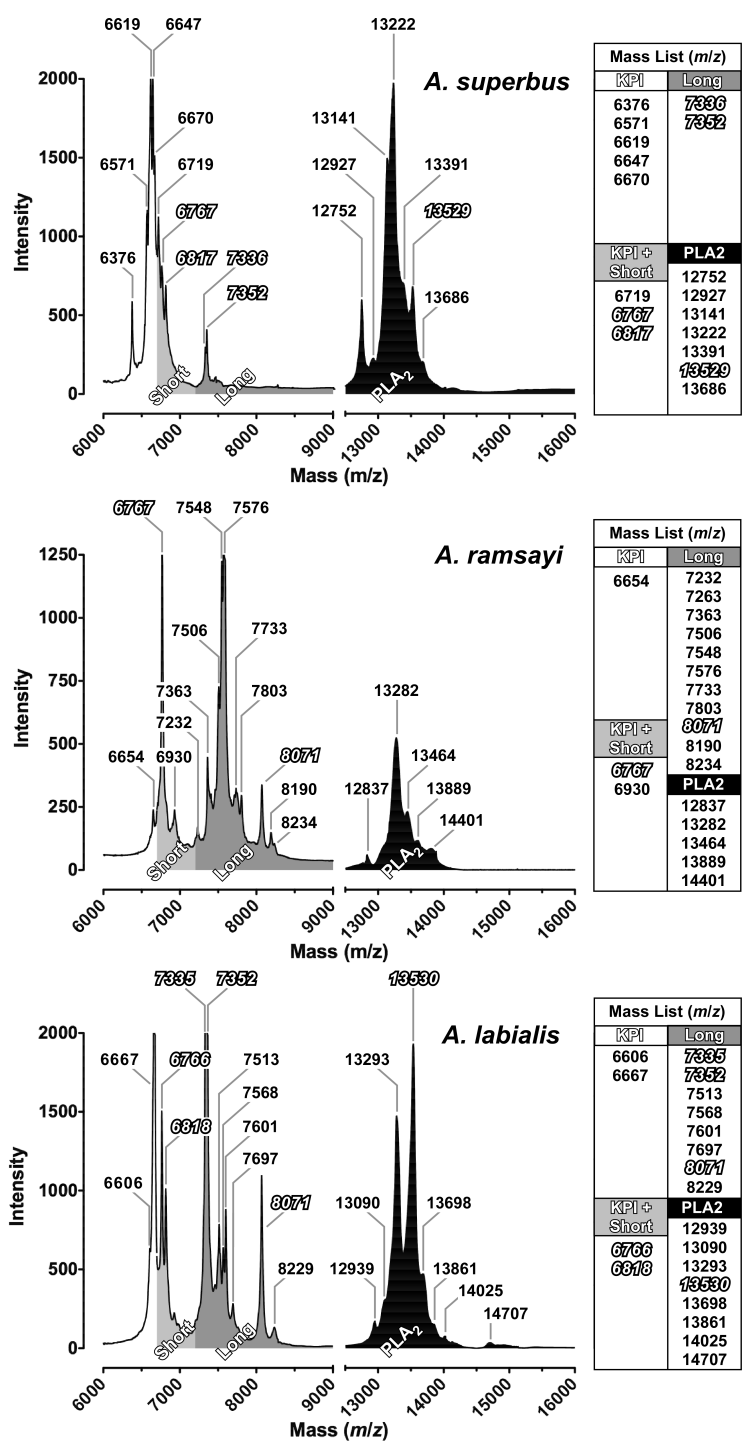 6619 6647 13222
A. superbus
2000
1500
1000
500
0
Intensity
6670
6571 6719
6767
6376 6817 7336
7352
13141
12927 13391
12752 13529
13686
Short Long PLA2
6000 7000 8000 9000 13000 14000 15000 16000
Mass (m/z)
Mass List (m/z)
KPI Long
6376 7336
6571 7352
6619
6647
6670
KPI + Short PLA2
6719 12752
6767 12927
6817 13141
13222
13391
13529
13686
6767 7548 7576
A. ramsayi
1250
1000
750
500
250
0
Intensity
7506 7733
7363 7803
7232
6654 6930 8071
8190
8234
13282
13464
12837 13889
14401
Short Long PLA2
6000 7000 8000 9000 13000 14000 15000 16000
Mass (m/z)
Mass List (m/z)
KPI Long
6654 7232
7263
7363
7506
7548
7576
7733
7803
KPI + Short 8071
8190
8234
6767 PLA2
6930 12837
13282
13464
13889
14401
7335 7352 13530
A. labialis
2000
1500
1000
500
0
Intensity
6667 6766 7513
7568
6818 7601
7697
6606 8071
8229
13293
13090 13698
12939 13861
14025
14707
Short Long PLA2
6000 7000 8000 9000 13000 14000 15000 16000
Mass (m/z)
Mass List (m/z)
KPI Long
6606 7335
6667 7352
7513
7568
7601
7697
8071
8229
KPI + Short PLA2
6766 12939
6818 13090
13293
13530
13698
13861
14025
14707